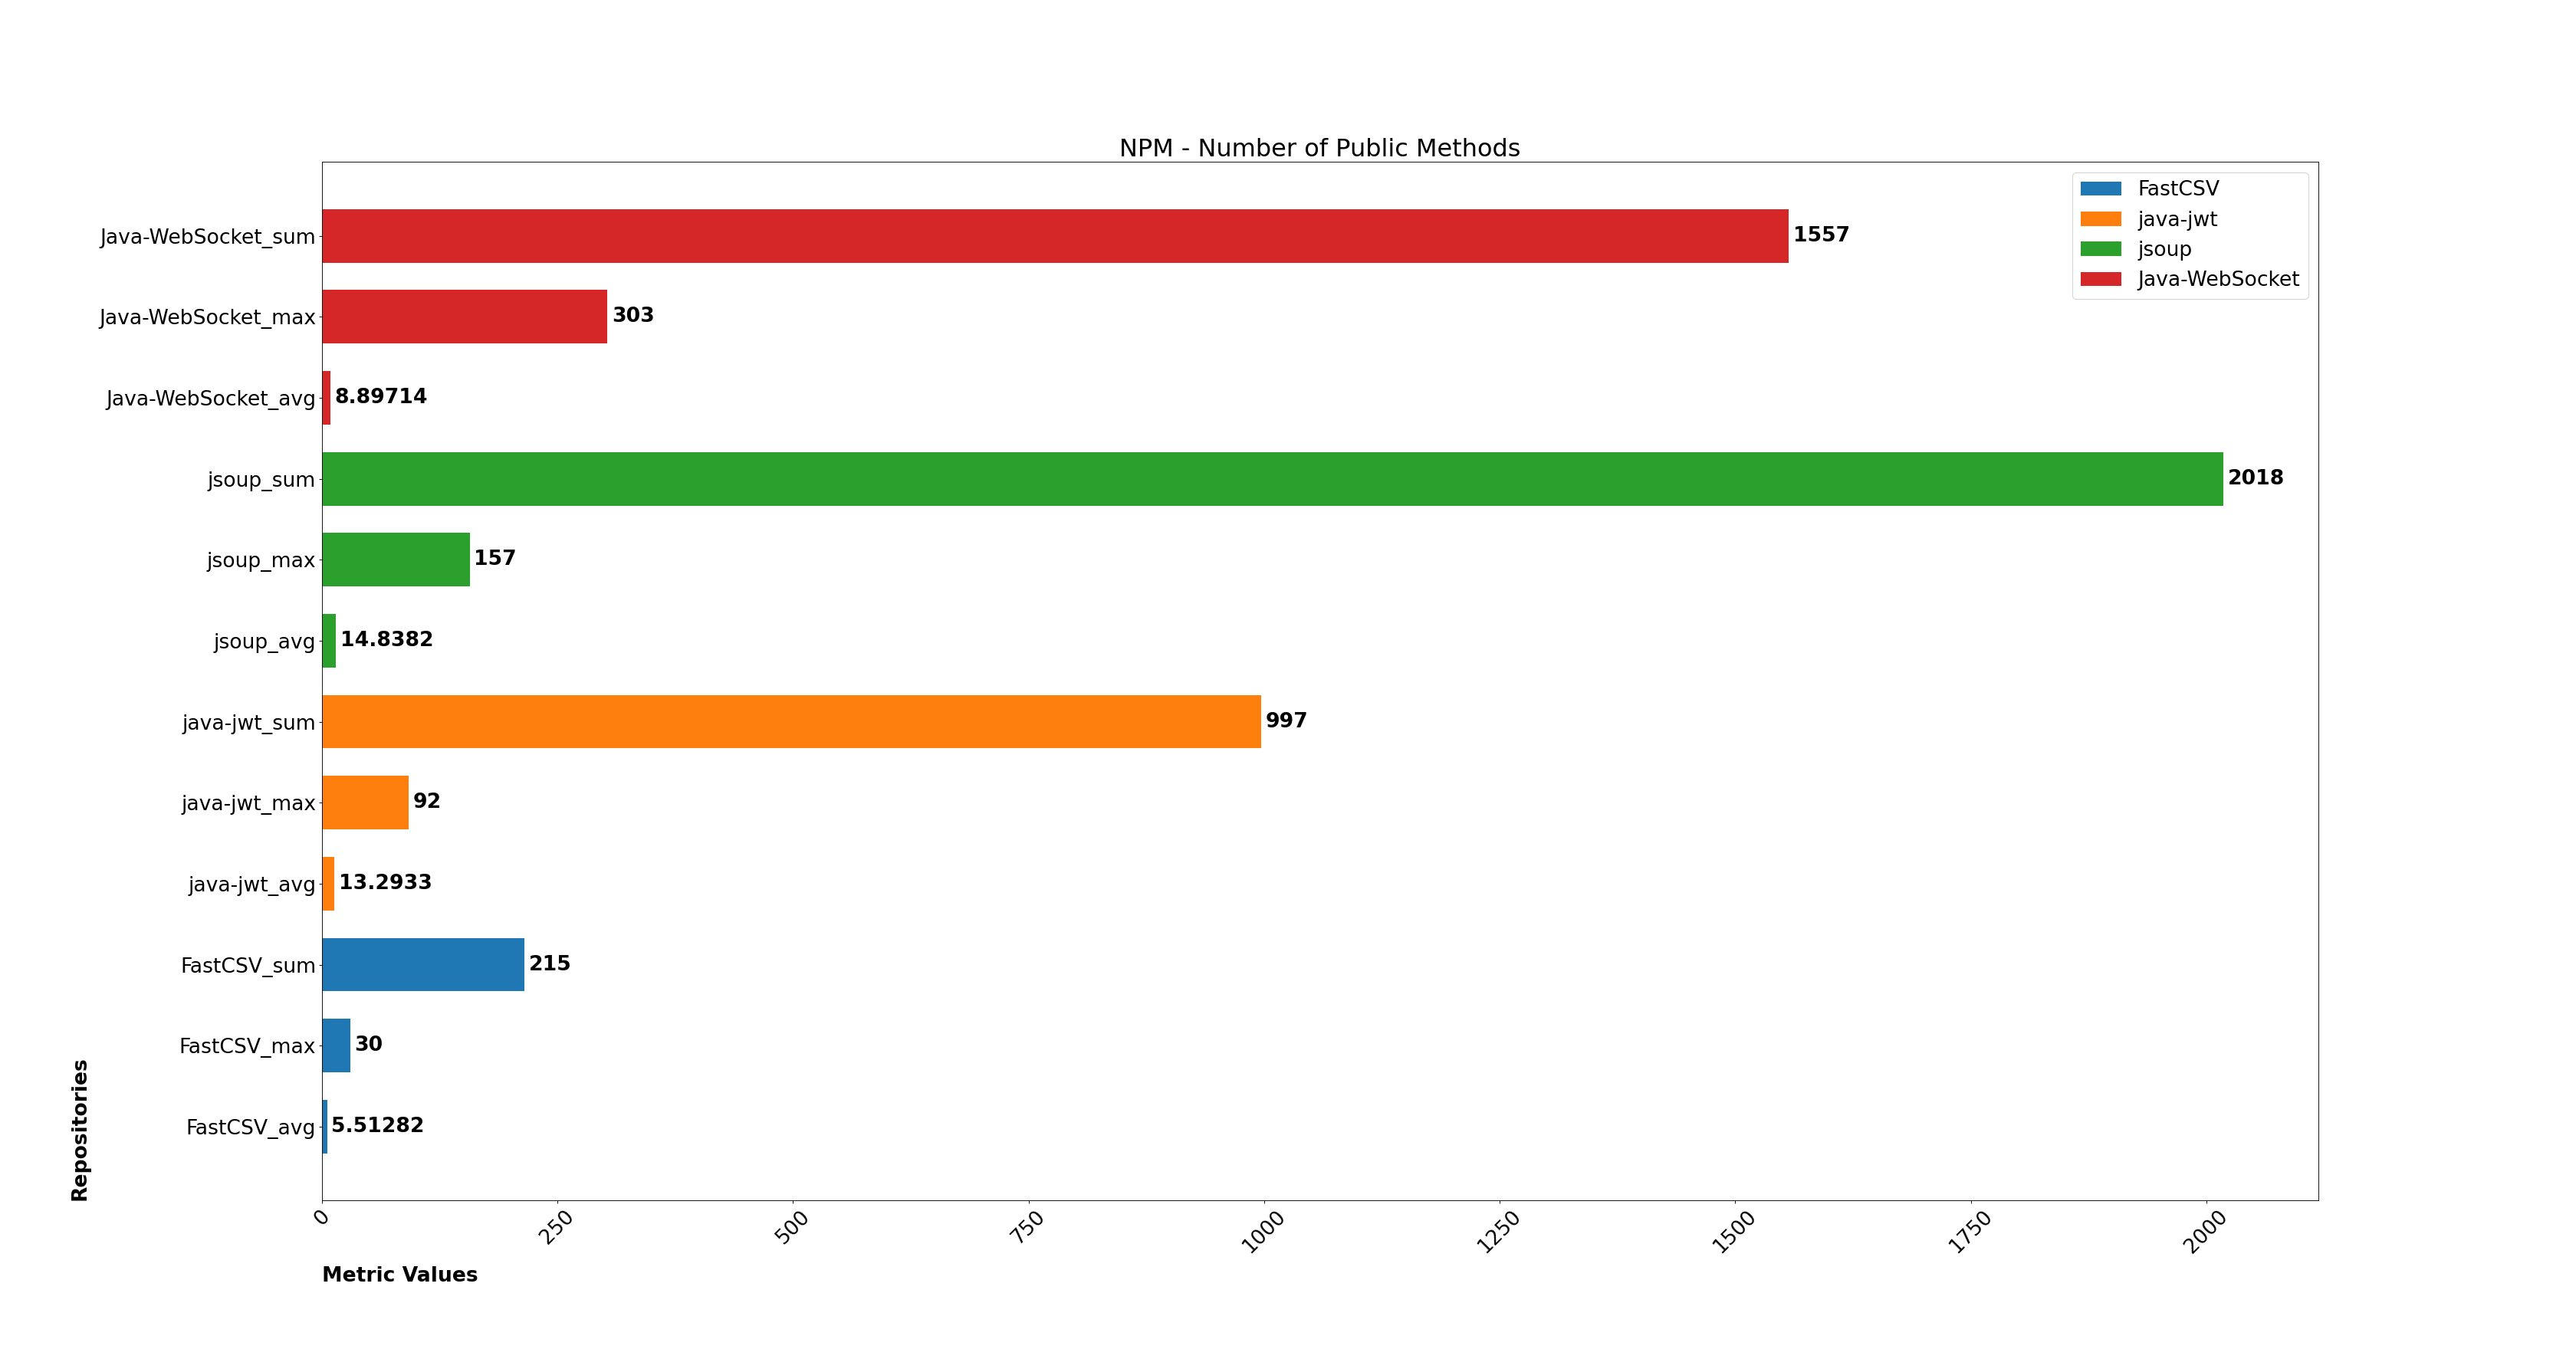 NPM - Number of Public Methods
FastCSV
java-jwt
jsoup
Java-WebSocket
Java-WebSocket_sum 1557
Java-WebSocket_max 303
Java-WebSocket_avg 8.89714
jsoup_sum 2018
jsoup_max 157
jsoup_avg 14.8382
java-jwt_sum 997
java-jwt_max 92
java-jwt_avg 13.2933
FastCSV_sum 215
FastCSV_max 30
FastCSV_avg 5.51282
Repositories
0 250 500 750 1000 1250 1500 1750 2000
Metric Values